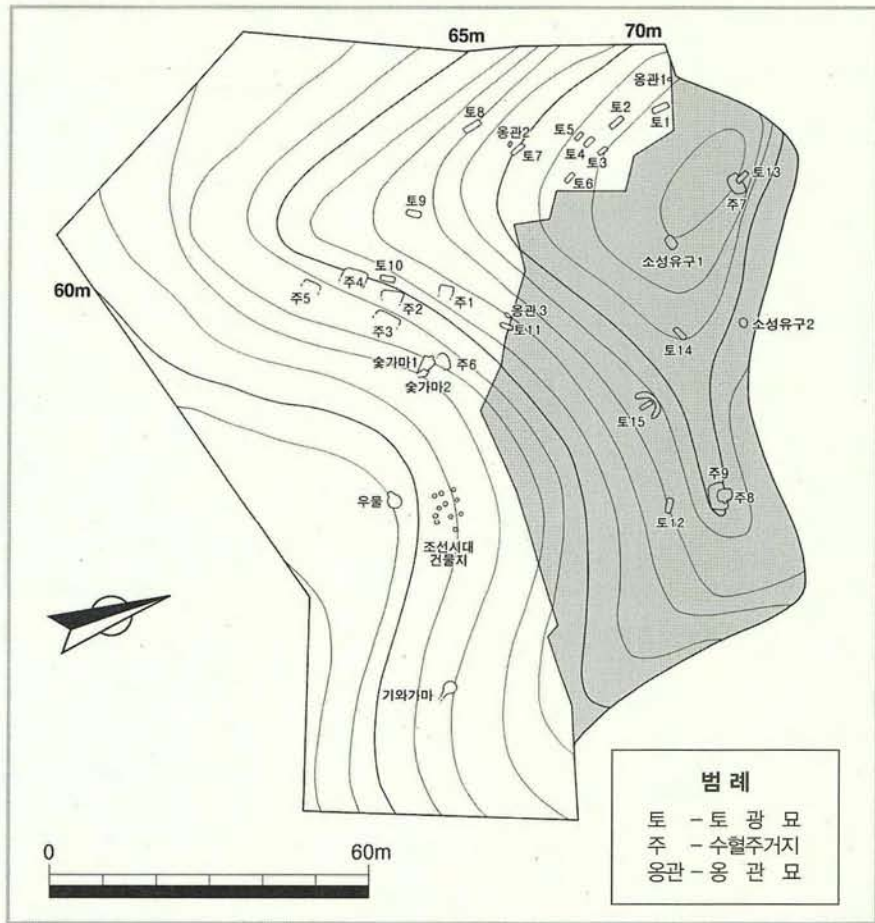 65m
70m
옹관1
토8
토2
토1
옹관2
토5
토7
토4
토3
토6
토13
주7
토9
소성유구1
60m
토10
주4
주5
주2
주1
주3
옹관3
토11
소성유구2
토14
숯가마1
주6
숯가마2
토15
주9
주8
우물
토12
조선시대
건물지
기와가마
범 례
토 – 토 광 묘
주 – 수혈주거지
옹관 – 옹 관 묘
0
60m